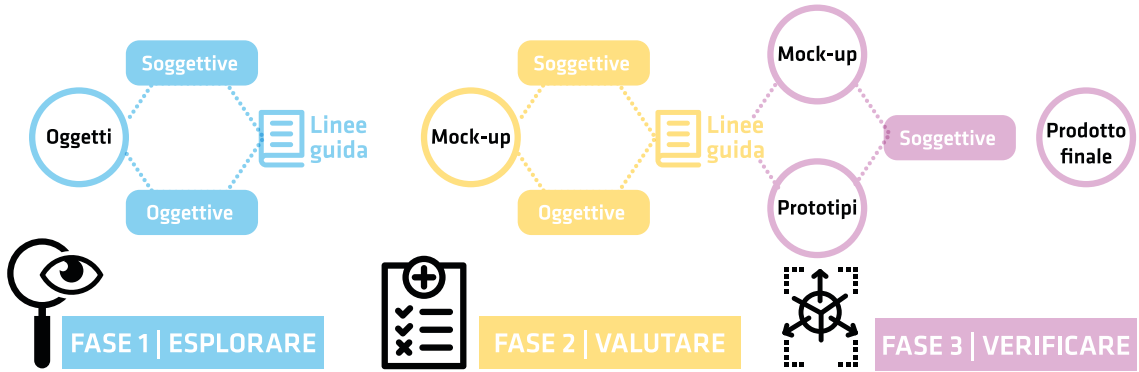 Soggettive
Oggetti
Linee
guida
Oggettive
FASE 1 | ESPLORARE
Soggettive
Mock-up
Linee
guida
Oggettive
FASE 2 | VALUTARE
Mock-up
Soggettive
Prototipi
Prodotto
finale
FASE 3 | VERIFICARE